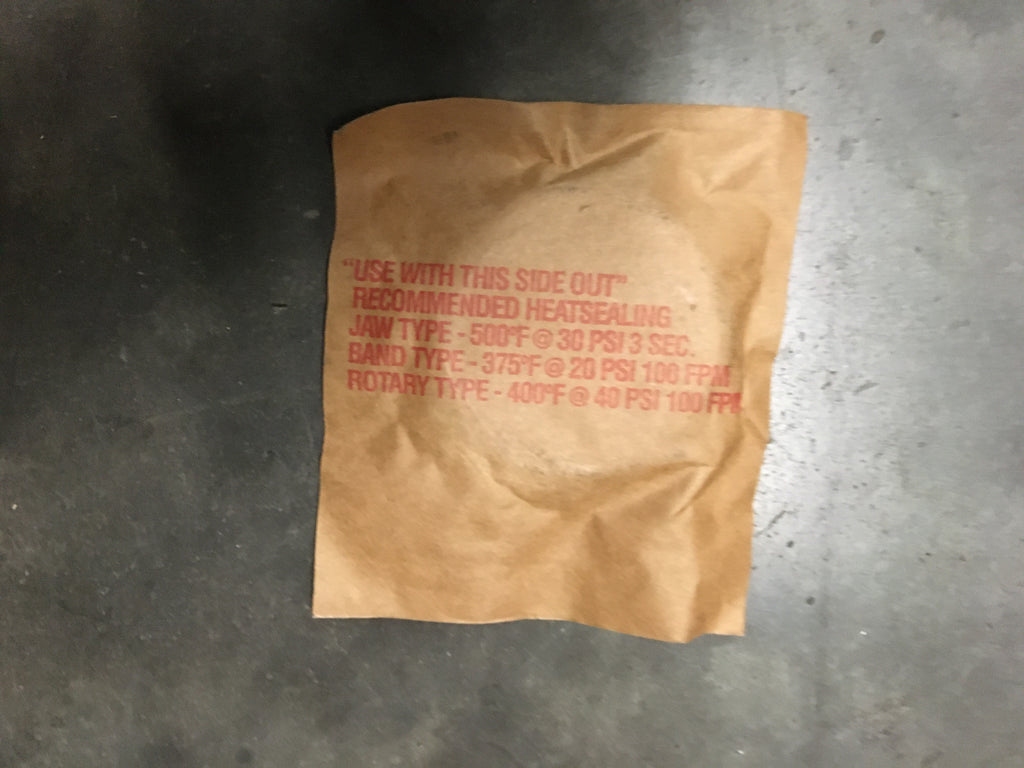 “USE WITH THIS SIDE OUT”
RECOMMENDED HEATSEALING
JAW TYPE - 500°F @ 30 PSI 3 SEC.
BAND TYPE - 375°F @ 20 PSI 100 FPM
ROTARY TYPE - 400°F @ 40 PSI 100 FPM